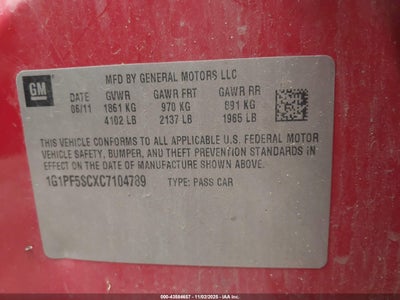 GM
MFD BY GENERAL MOTORS LLC
DATE GVWR GAWR FRT GAWR RR
06/11 1861 KG 970 KG 891 KG
4102 LB 2137 LB 1965 LB
THIS VEHICLE CONFORMS TO ALL APPLICABLE U.S. FEDERAL MOTOR
VEHICLE SAFETY, BUMPER, AND THEFT PREVENTION STANDARDS
IN EFFECT ON THE DATE OF MANUFACTURE SHOWN ABOVE.
1G1PF5SCXC7104789 TYPE: PASS CAR
000-43584657 - 11/03/2025 - IAA Inc.